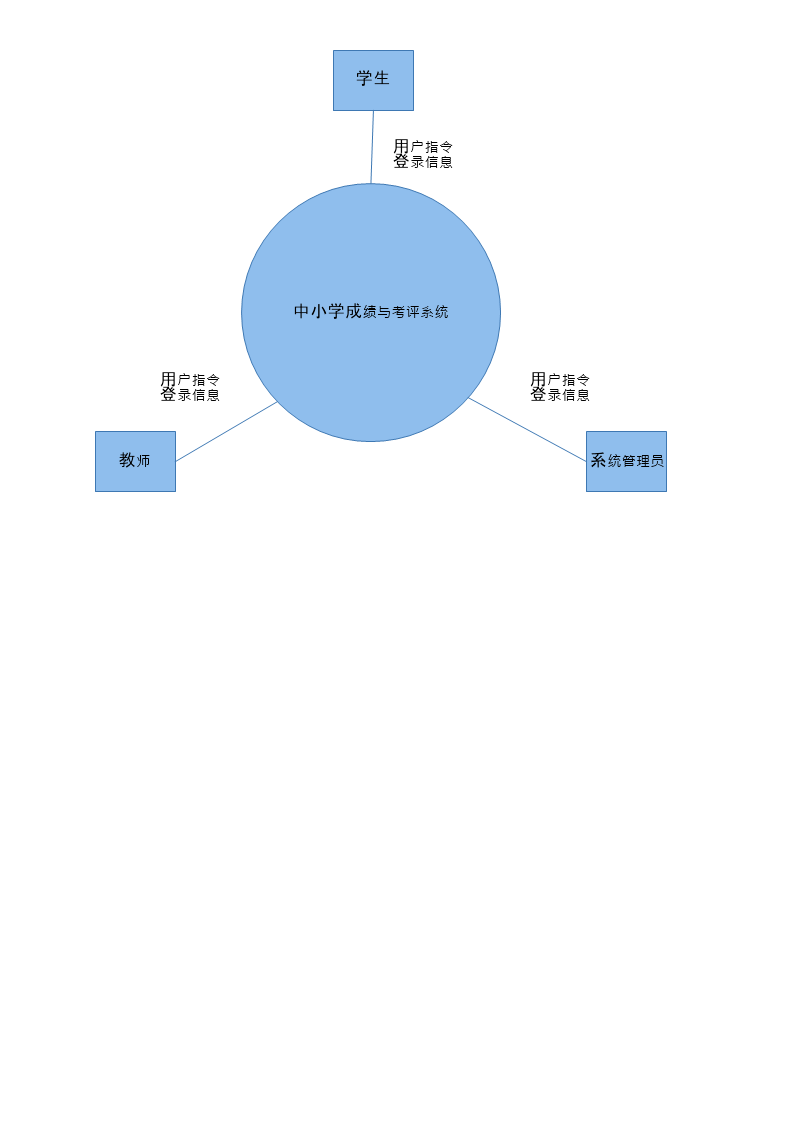 学生
用户指令
登录信息
中小学成绩与考评系统
用户指令
登录信息
用户指令
登录信息
教师
系统管理员